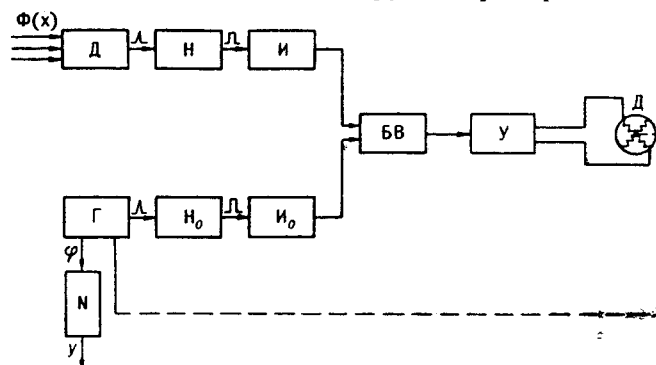 Ф(x)
Д Н И
БВ У Д
Г Н₀ И₀
φ
N
y